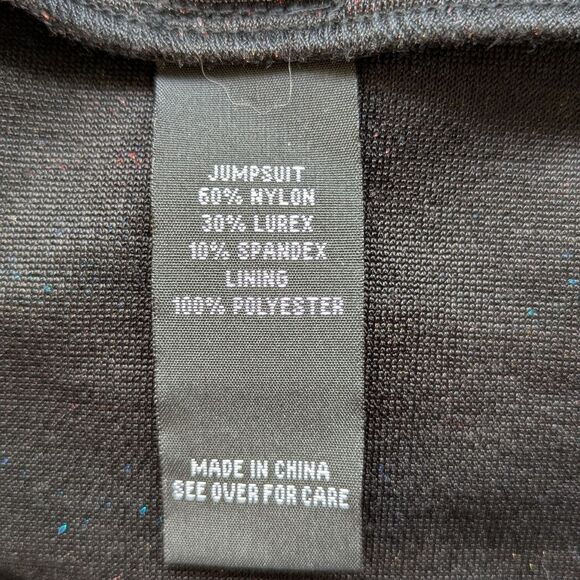 JUMPSUIT
60% NYLON
30% LUREX
10% SPANDEX
LINING
100% POLYESTER
MADE IN CHINA
SEE OVER FOR CARE